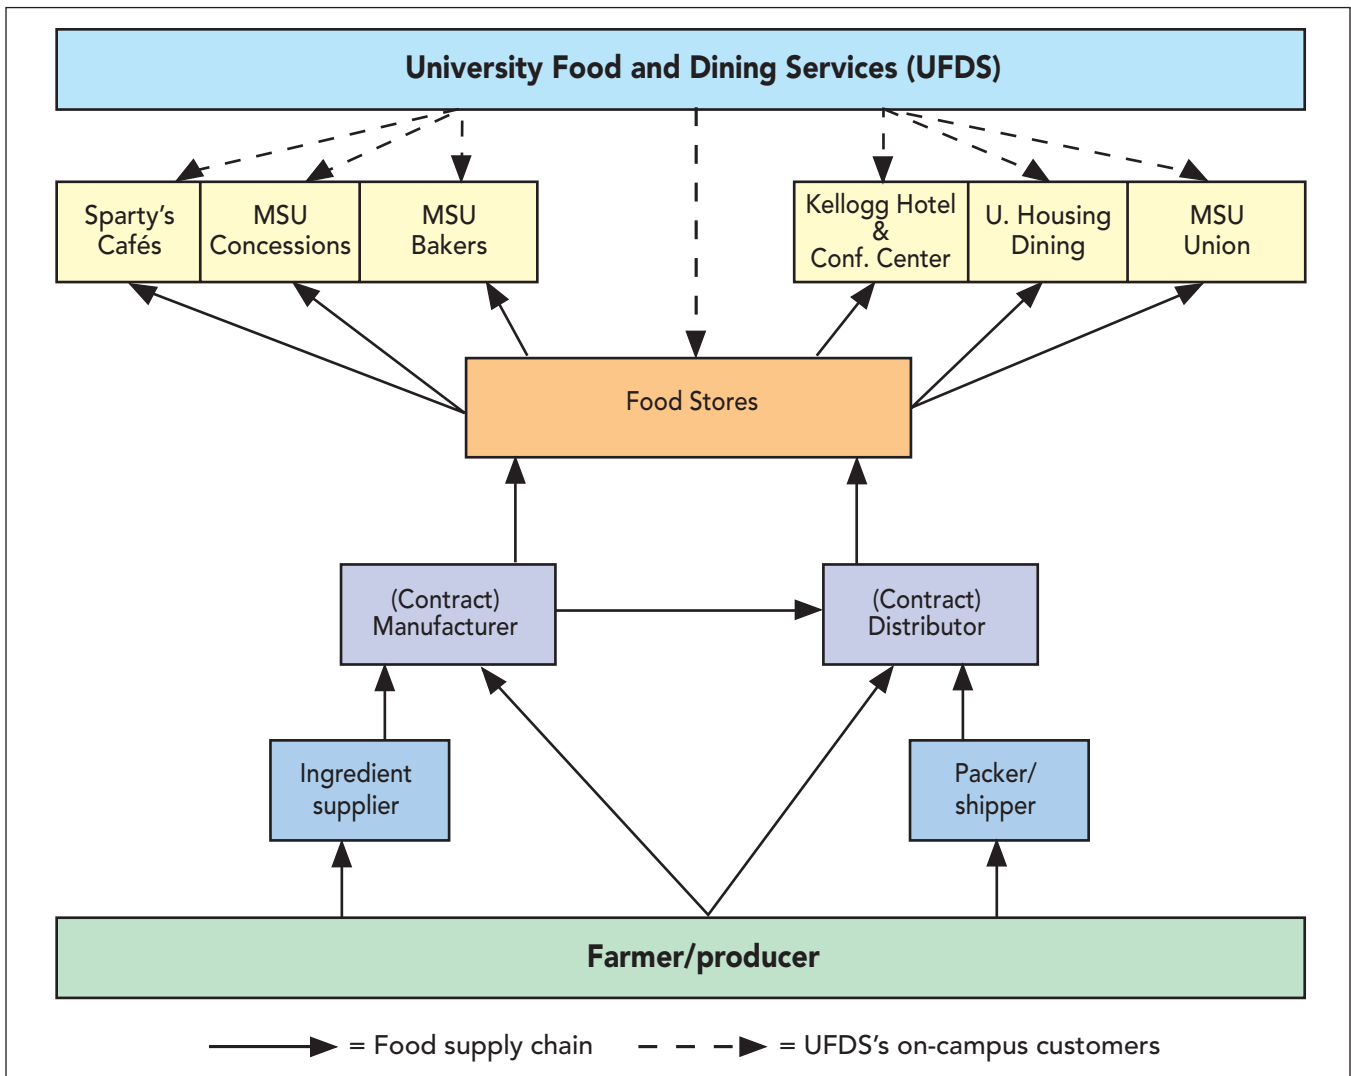 University Food and Dining Services (UFDS)
Sparty’s
Cafés
MSU
Concessions
MSU
Bakers
Kellogg Hotel
&
Conf. Center
U. Housing
Dining
MSU
Union
Food Stores
(Contract)
Manufacturer
(Contract)
Distributor
Ingredient
supplier
Packer/
shipper
Farmer/producer
= Food supply chain
= UFDS’s on-campus customers